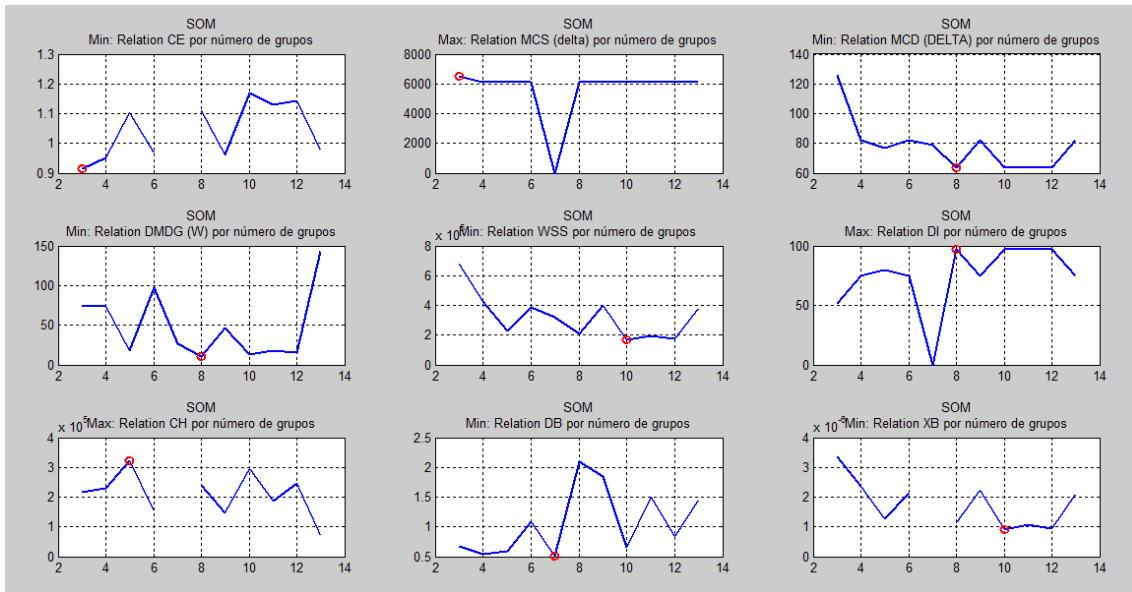 SOM
Min: Relation CE por número de grupos
1.3
1.2
1.1
1
0.9
2 4 6 8 10 12 14
SOM
Max: Relation MCS (delta) por número de grupos
8000
6000
4000
2000
0
2 4 6 8 10 12 14
SOM
Min: Relation MCD (DELTA) por número de grupos
140
120
100
80
60
2 4 6 8 10 12 14
SOM
Min: Relation DMDG (W) por número de grupos
150
100
50
0
2 4 6 8 10 12 14
SOM
Min: Relation WSS por número de grupos
x 10
8
6
4
2
0
2 4 6 8 10 12 14
SOM
Max: Relation DI por número de grupos
100
50
0
2 4 6 8 10 12 14
SOM
x 10^5 Max: Relation CH por número de grupos
4
3
2
1
0
2 4 6 8 10 12 14
SOM
Min: Relation DB por número de grupos
2.5
2
1.5
1
0.5
2 4 6 8 10 12 14
SOM
x 10 Min: Relation XB por número de grupos
4
3
2
1
0
2 4 6 8 10 12 14